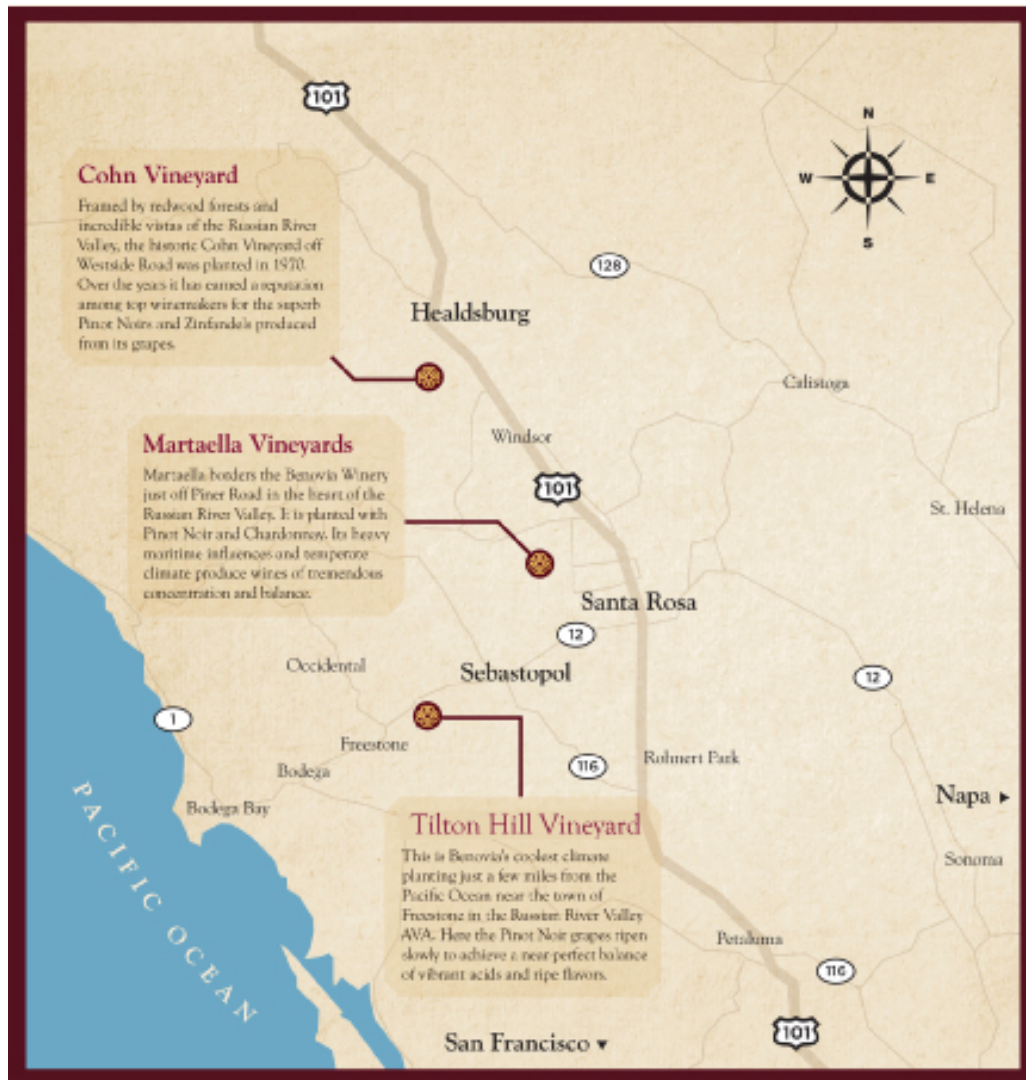 101
N
W E
S
Cohn Vineyard
Framed by redwood forests and
incredible vistas of the Russian River
Valley, the historic Cohn Vineyard off
Westside Road was planted in 1970.
Over the years it has earned a reputation
among top winemakers for the superb
Pinot Noirs and Zinfandels produced
from its grapes.
128
Healdsburg
Calistoga
Martaella Vineyards
Martaella borders the Benovia Winery
just off Piner Road in the heart of the
Russian River Valley. It is planted with
Pinot Noir and Chardonnay. Its heavy
maritime influences and temperate
climate produce wines of tremendous
concentration and balance.
Windsor
101
St. Helena
Santa Rosa
12
Occidental
Sebastopol
12
1
Freestone
Bodega
116
Rohnert Park
Bodega Bay
Napa
PACIFIC OCEAN
Tilton Hill Vineyard
This is Benovia's coolest climate
planting just a few miles from the
Pacific Ocean near the town of
Freestone in the Russian River Valley
AVA. Here the Pinot Noir grapes ripen
slowly to achieve a near perfect balance
of vibrant acids and ripe flavors.
Sonoma
Petaluma
116
101
San Francisco